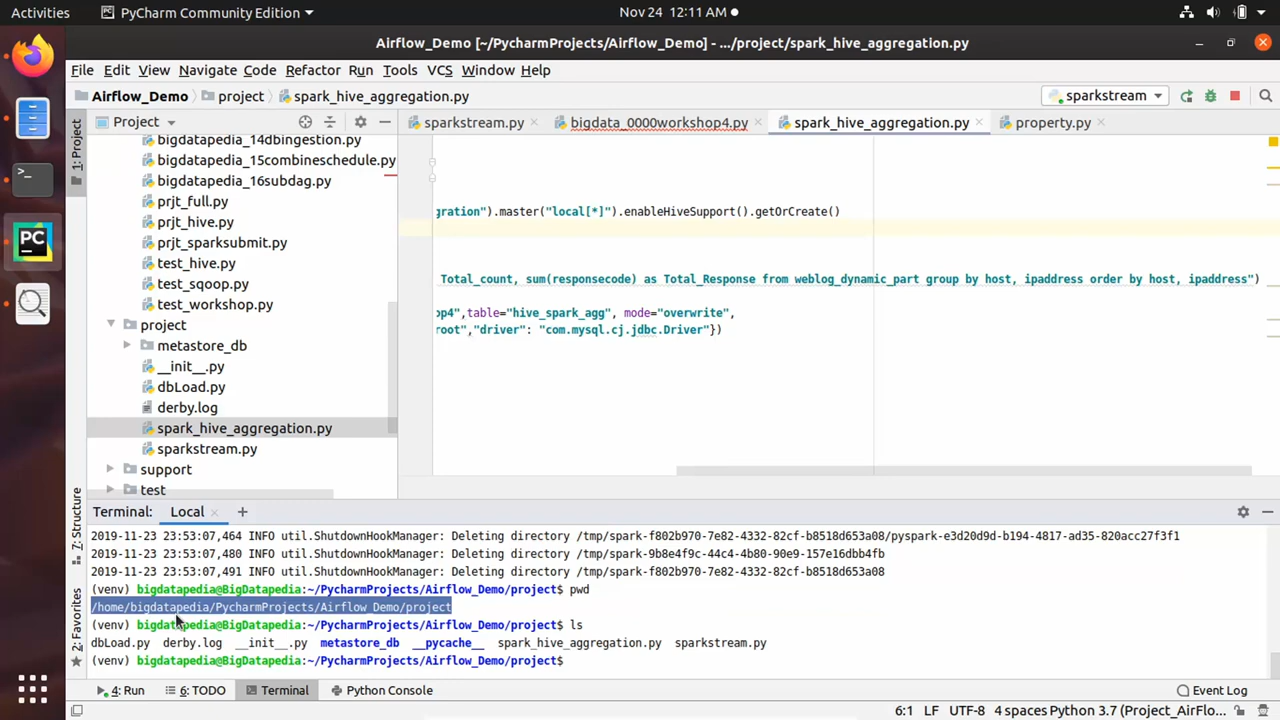 Activities PyCharm Community Edition Nov 24 12:11 AM
Airflow_Demo [~/PycharmProjects/Airflow_Demo] - .../project/spark_hive_aggregation.py
File Edit View Navigate Code Refactor Run Tools VCS Window Help
Airflow_Demo project spark_hive_aggregation.py sparkstream
1: Project
Project
sparkstream.py bigdata_0000workshop4.py spark_hive_aggregation.py property.py
bigdatapedia_14dbingestion.py
bigdatapedia_15combineschedule.py
bigdatapedia_16subdag.py
prjt_full.py
prjt_hive.py
prjt_sparksubmit.py
test_hive.py
test_sqoop.py
test_workshop.py
project
metastore_db
__init__.py
dbLoad.py
derby.log
spark_hive_aggregation.py
sparkstream.py
support
test
gration").master("local[*]").enableHiveSupport().getOrCreate()
Total_count, sum(responsecode) as Total_Response from weblog_dynamic_part group by host, ipaddress order by host, ipaddress")
op4",table="hive_spark_agg", mode="overwrite",
root","driver": "com.mysql.cj.jdbc.Driver"})
7: Structure
2: Favorites
Terminal: Local +
2019-11-23 23:53:07,464 INFO util.ShutdownHookManager: Deleting directory /tmp/spark-f802b970-7e82-4332-82cf-b8518d653a08/pyspark-e3d20d9d-b194-4817-ad35-820acc27f3f1
2019-11-23 23:53:07,480 INFO util.ShutdownHookManager: Deleting directory /tmp/spark-9b8e4f9c-44c4-4b80-90e9-157e16dbb4fb
2019-11-23 23:53:07,491 INFO util.ShutdownHookManager: Deleting directory /tmp/spark-f802b970-7e82-4332-82cf-b8518d653a08
(venv) bigdatapedia@BigDatapedia:~/PycharmProjects/Airflow_Demo/project$ pwd
/home/bigdatapedia/PycharmProjects/Airflow_Demo/project
(venv) bigdatapedia@BigDatapedia:~/PycharmProjects/Airflow_Demo/project$ ls
dbLoad.py derby.log __init__.py metastore_db __pycache__ spark_hive_aggregation.py sparkstream.py
(venv) bigdatapedia@BigDatapedia:~/PycharmProjects/Airflow_Demo/project$
4: Run 6: TODO Terminal Python Console Event Log
6:1 LF UTF-8 4 spaces Python 3.7 (Project_AirFlo...